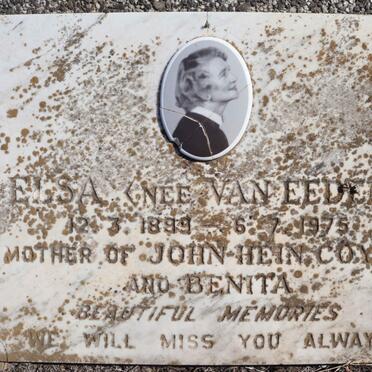 ELSA (NEE VAN EEDEN
12.3.1899 - 6.7.1975
MOTHER OF JOHN-HEIN-COY
AND BENITA
BEAUTIFUL MEMORIES
WE WILL MISS YOU ALWAY